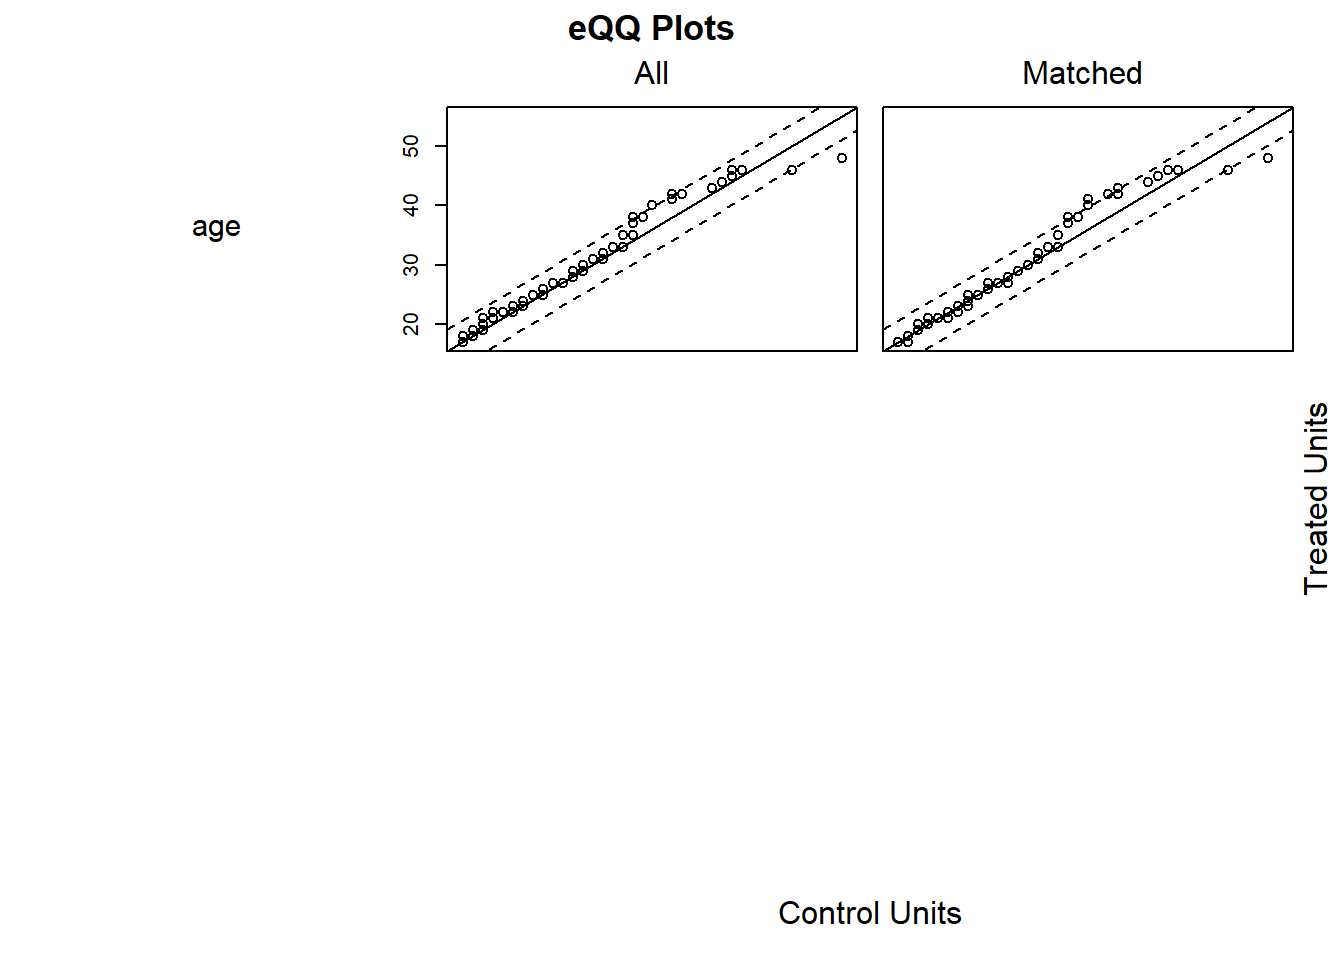 eQQ Plots
All
Matched
age
50
40
30
20
Treated Units
Control Units